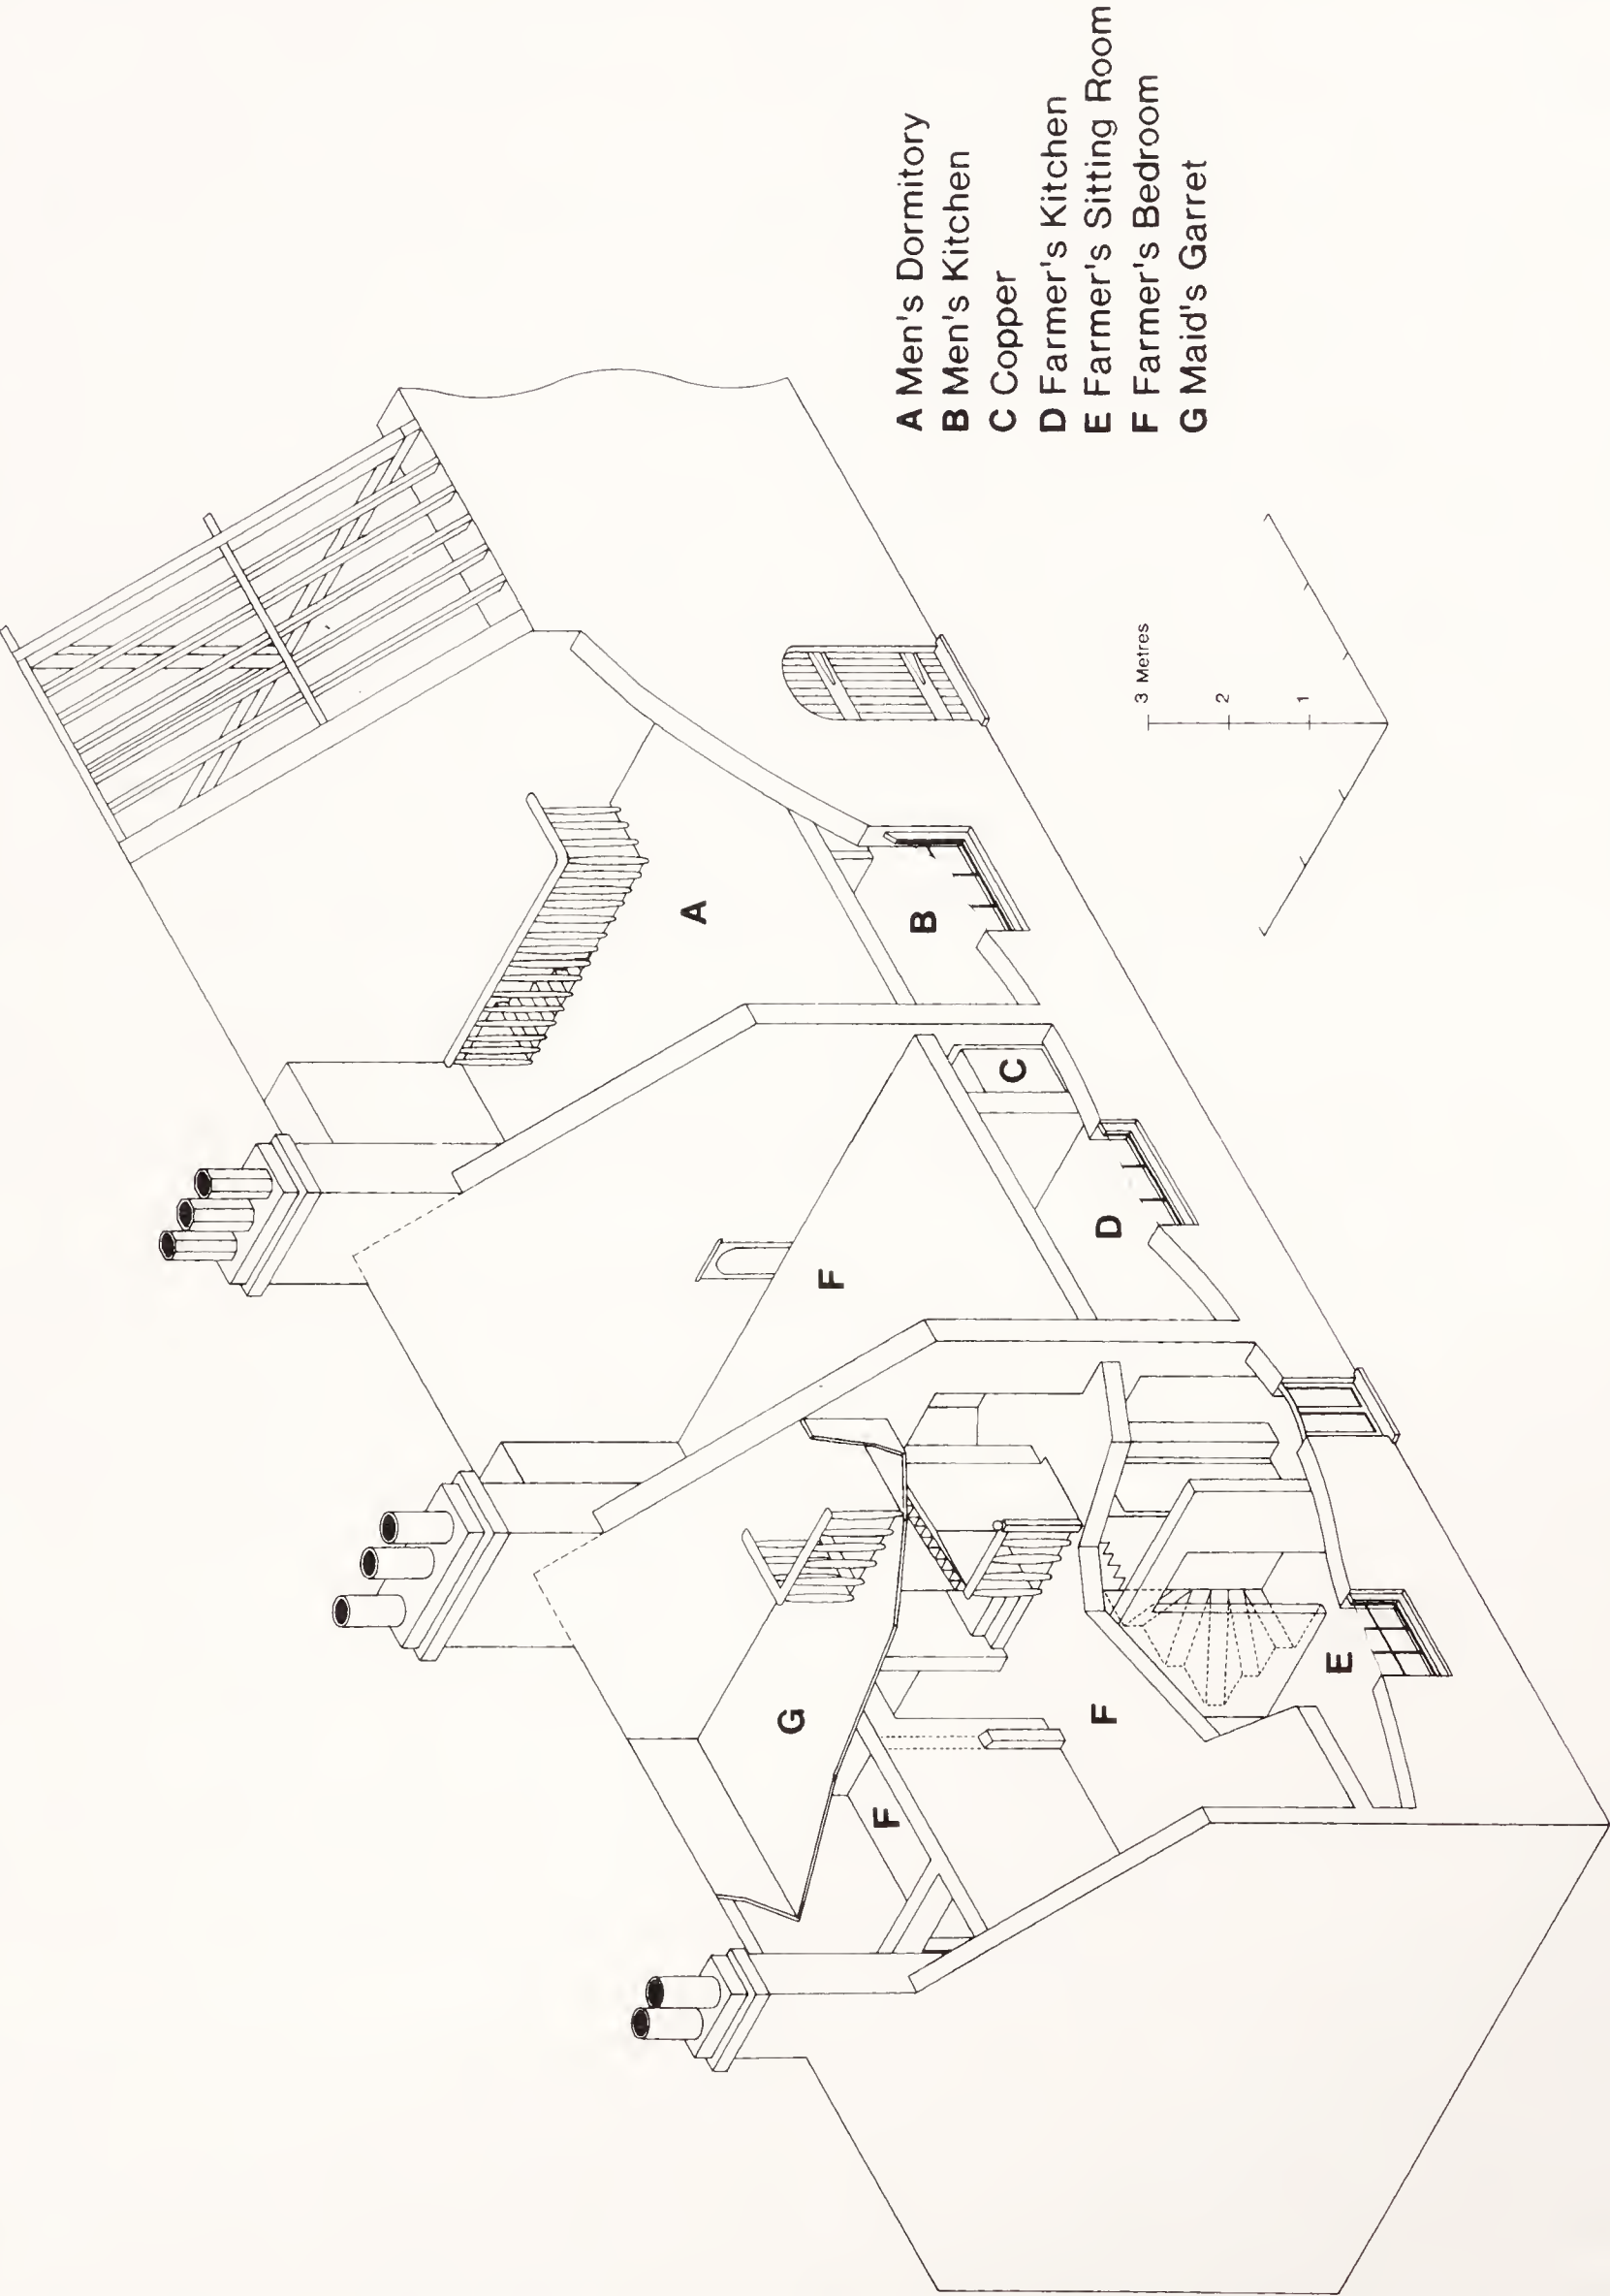 A Men's Dormitory
B Men's Kitchen
C Copper
D Farmer's Kitchen
E Farmer's Sitting Room
F Farmer's Bedroom
G Maid's Garret
A
B
C
F
D
G
F
F
E
3 Metres
2
1